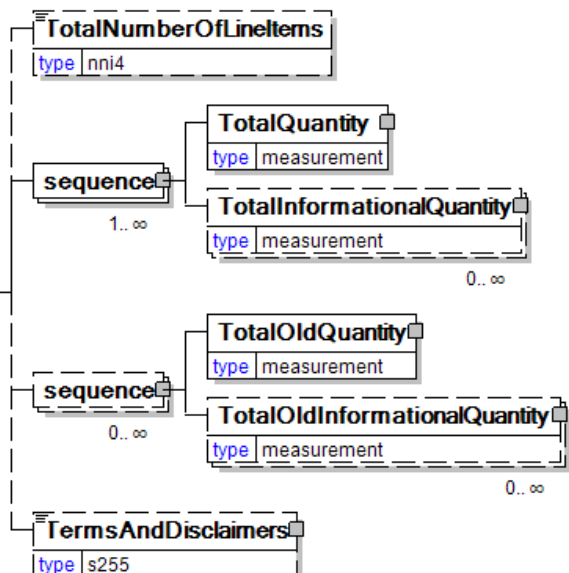 TotalNumberOfLineItems
type nni4
TotalQuantity
type measurement
sequence
1.. ∞
TotalInformationalQuantity
type measurement
0.. ∞
TotalOldQuantity
type measurement
sequence
0.. ∞
TotalOldInformationalQuantity
type measurement
0.. ∞
TermsAndDisclaimers
type s255